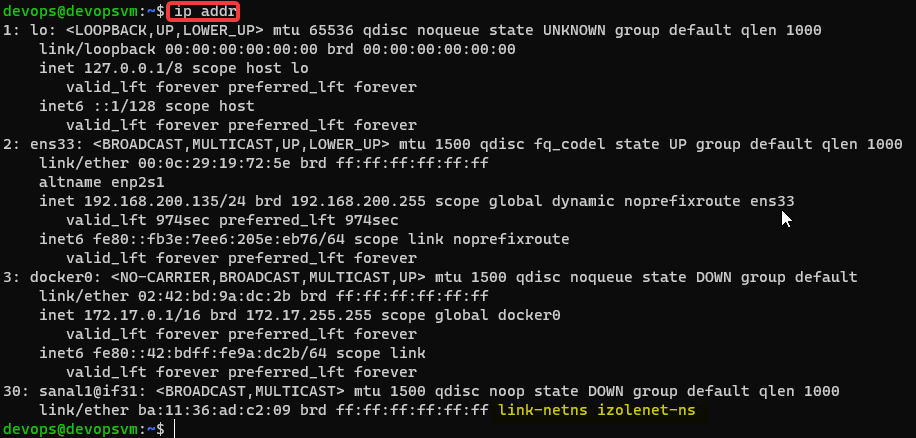 devops@devopsvm:~$ ip addr
1: lo: <LOOPBACK,UP,LOWER_UP> mtu 65536 qdisc noqueue state UNKNOWN group default qlen 1000
    link/loopback 00:00:00:00:00:00 brd 00:00:00:00:00:00
    inet 127.0.0.1/8 scope host lo
       valid_lft forever preferred_lft forever
    inet6 ::1/128 scope host
       valid_lft forever preferred_lft forever
2: ens33: <BROADCAST,MULTICAST,UP,LOWER_UP> mtu 1500 qdisc fq_codel state UP group default qlen 1000
    link/ether 00:0c:29:19:72:5e brd ff:ff:ff:ff:ff:ff
    altname enp2s1
    inet 192.168.200.135/24 brd 192.168.200.255 scope global dynamic noprefixroute ens33
       valid_lft 974sec preferred_lft 974sec
    inet6 fe80::fb3e:7ee6:205e:eb76/64 scope link noprefixroute
       valid_lft forever preferred_lft forever
3: docker0: <NO-CARRIER,BROADCAST,MULTICAST,UP> mtu 1500 qdisc noqueue state DOWN group default
    link/ether 02:42:bd:9a:dc:2b brd ff:ff:ff:ff:ff:ff
    inet 172.17.0.1/16 brd 172.17.255.255 scope global docker0
       valid_lft forever preferred_lft forever
    inet6 fe80::42:bdff:fe9a:dc2b/64 scope link
       valid_lft forever preferred_lft forever
30: sanal1@if31: <BROADCAST,MULTICAST> mtu 1500 qdisc noop state DOWN group default qlen 1000
    link/ether ba:11:36:ad:c2:09 brd ff:ff:ff:ff:ff:ff link-netns izolenet-ns
devops@devopsvm:~$